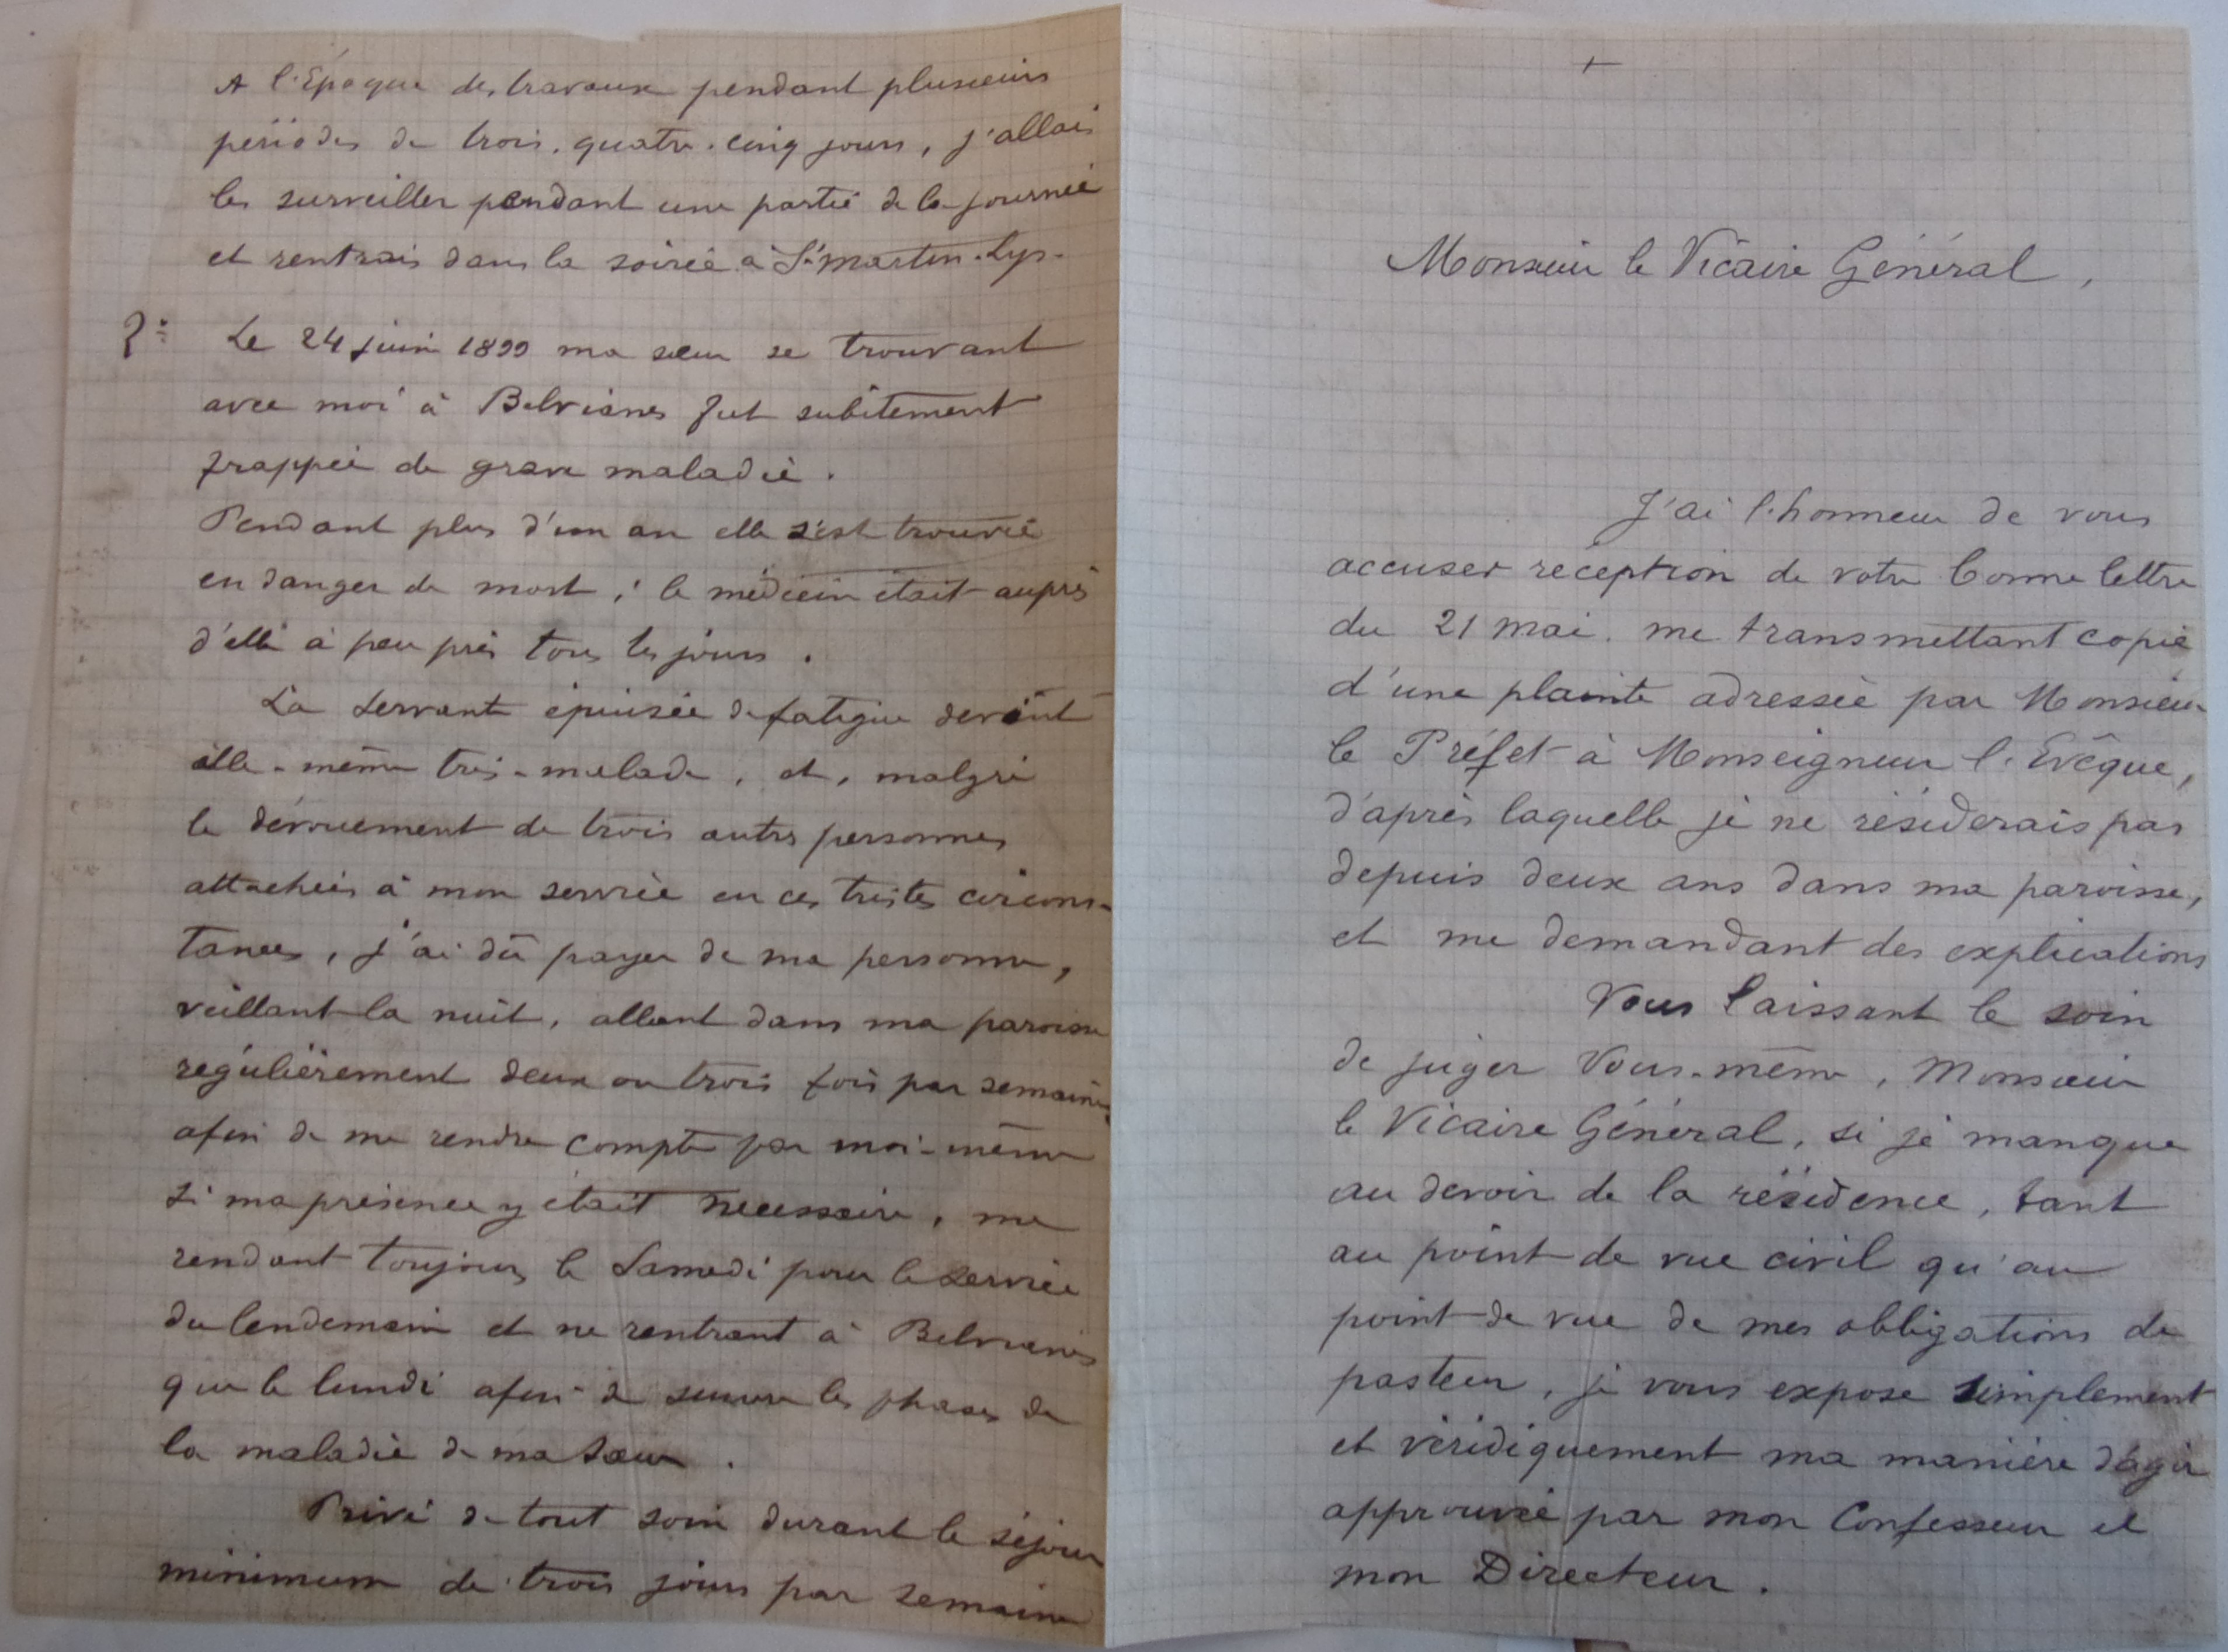 A l'Époque des travaux pendant plusieurs
périodes de trois, quatre, cinq jours, j'allais
les surveiller pendant une partie de la journée
et rentrais dans la soirée à St-Martin-Lys.
2° Le 24 juin 1899 ma sœur se trouvant
avec moi à Belvianes fut subitement
frappée de grave maladie.
Pendant plus d'un an elle s'est trouvée
en danger de mort ; le médecin était auprès
d'elle à peu près tous les jours.
La servante épuisée de fatigue devint
elle-même très-malade, et, malgré
le dévouement de trois autres personnes
attachées à mon service en ces tristes circons-
tances, j'ai dû payer de ma personne,
veillant la nuit, allant dans ma paroisse
régulièrement deux ou trois fois par semaine,
afin de me rendre compte par moi-même
si ma présence y était nécessaire, me
rendant toujours le Samedi pour le service
du lendemain et ne rentrant à Belvianes
que le lundi afin de suivre les phases de
la maladie de ma sœur.
Privé de tout soin durant le séjour
minimum de trois jours par semaine
+
Monsieur le Vicaire Général,
J'ai l'honneur de vous
accuser réception de votre bonne lettre
du 21 mai. me transmettant copie
d'une plainte adressée par Monsieur
le Préfet à Monseigneur l'Evêque,
d'après laquelle je ne résiderais pas
depuis deux ans dans ma paroisse,
et me demandant des explications
Vous laissant le soin
de juger Vous-même, Monsieur
le Vicaire Général, si je manque
au devoir de la résidence, tant
au point de vue civil qu'au
point de vue de mes obligations de
pasteur, je vous expose simplement
et véridiquement ma manière d'agir
approuvée par mon Confesseur et
mon Directeur.